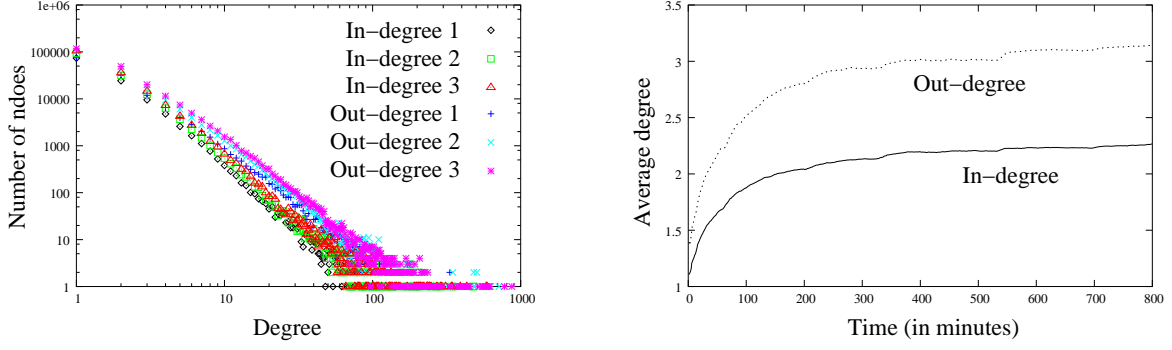 1e+06
100000
10000
1000
100
10
1
1
10
100
1000
Number of ndoes
Degree
In-degree 1
In-degree 2
In-degree 3
Out-degree 1
Out-degree 2
Out-degree 3
3.5
3
2.5
2
1.5
1
0 100 200 300 400 500 600 700 800
Average degree
Time (in minutes)
Out-degree
In-degree